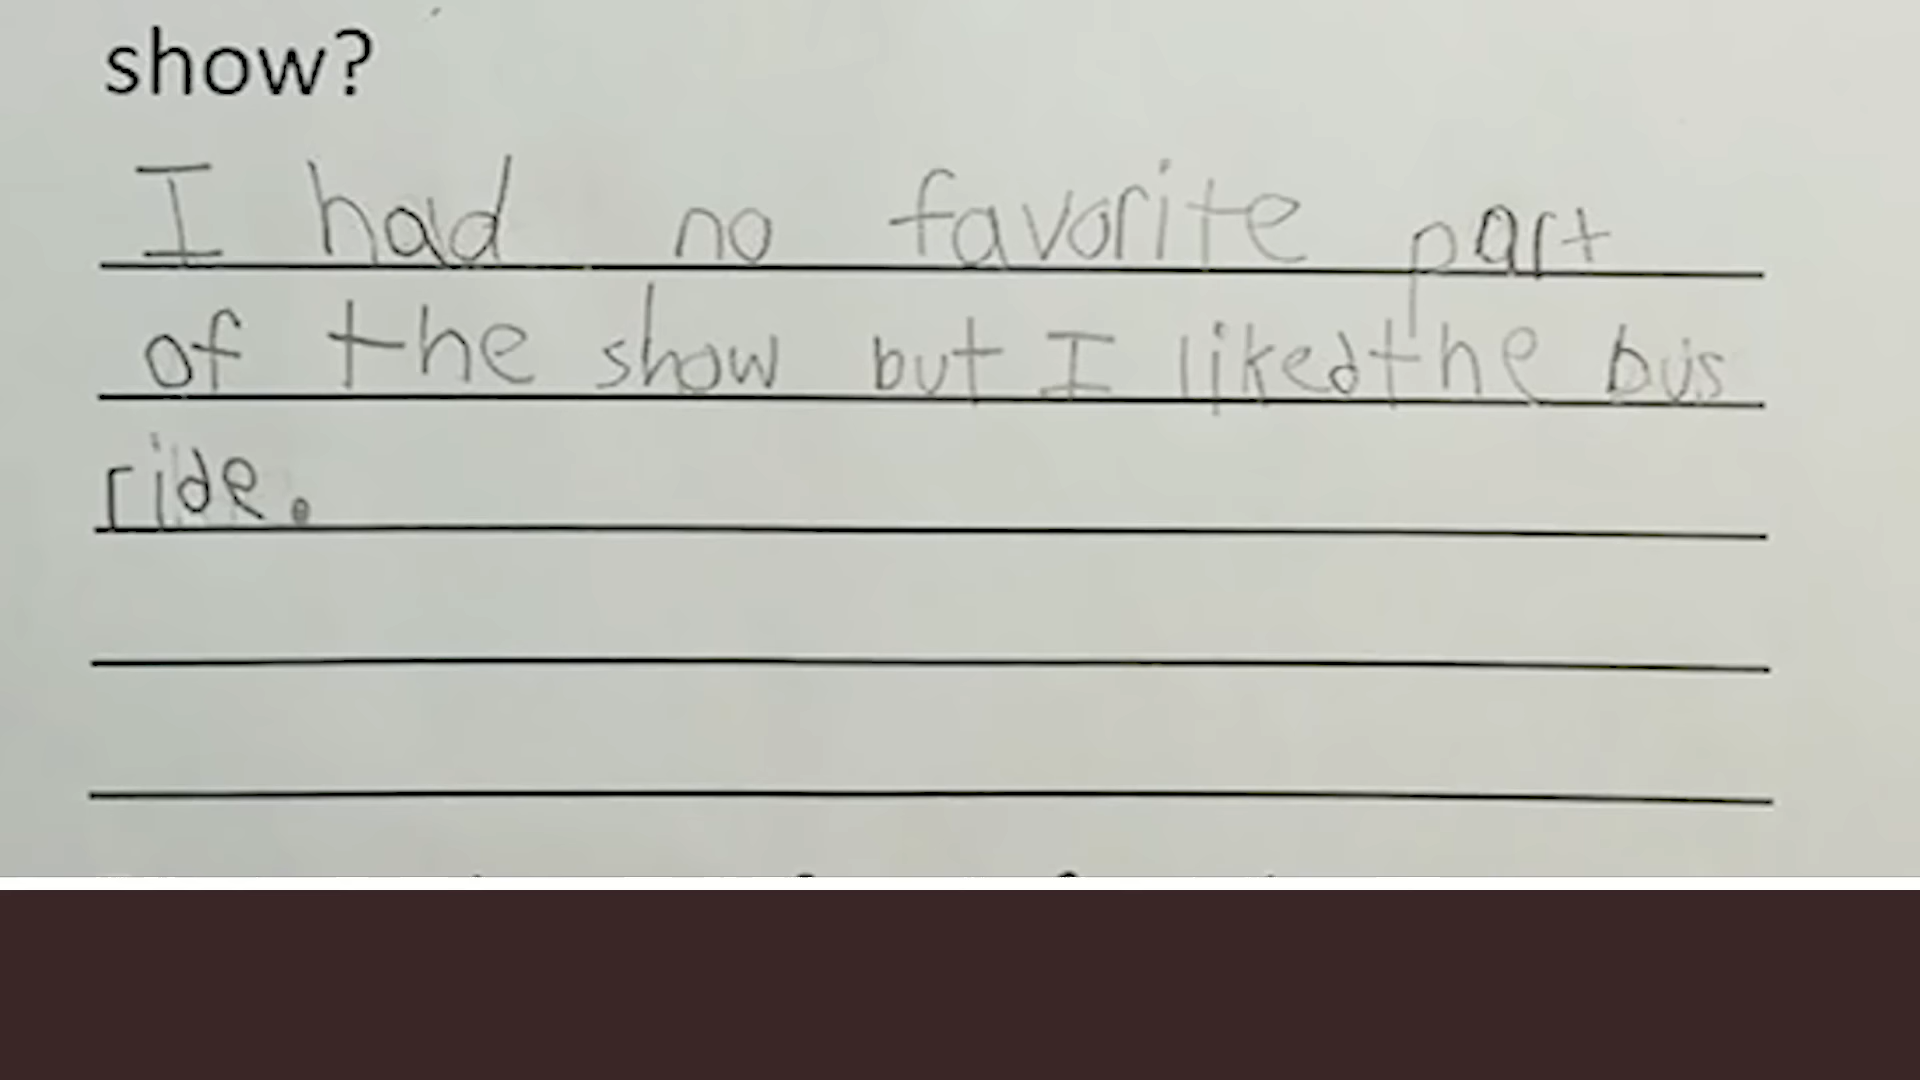 show?
I had no favorite part
of the show but I likedthe bus
ride.